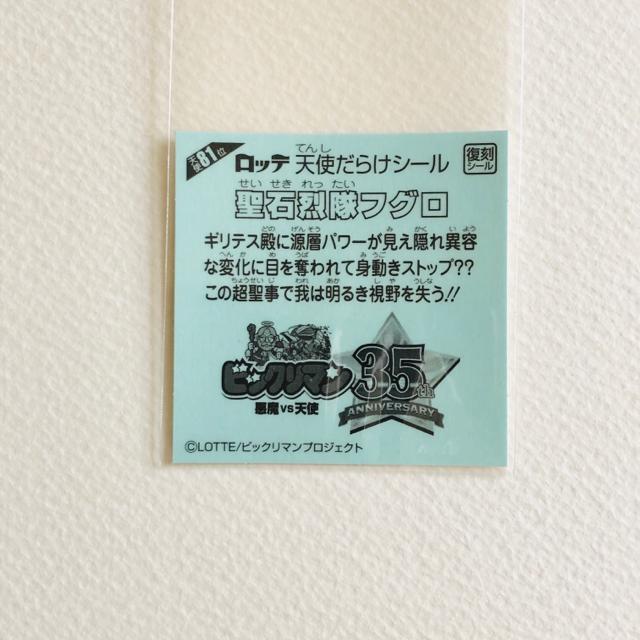 天使81位
ロッテ 天使だらけシール
復刻
シール
聖石烈隊フグロ
ギリテス殿に源層パワーが見え隠れ異容
な変化に目を奪われて身動きストップ??
この超聖事で我は明るき視野を失う!!
ビックリマン
悪魔VS天使
35th
ANNIVERSARY
©LOTTE/ビックリマンプロジェクト